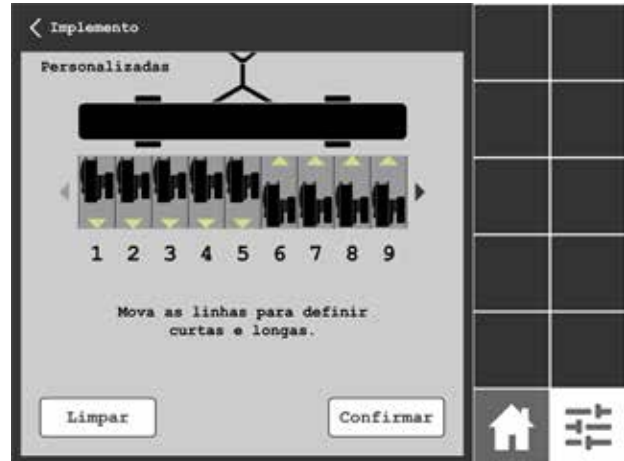 Implemento
Personalizadas
1 2 3 4 5 6 7 8 9
Mova as linhas para definir
curtas e longas.
Limpar
Confirmar